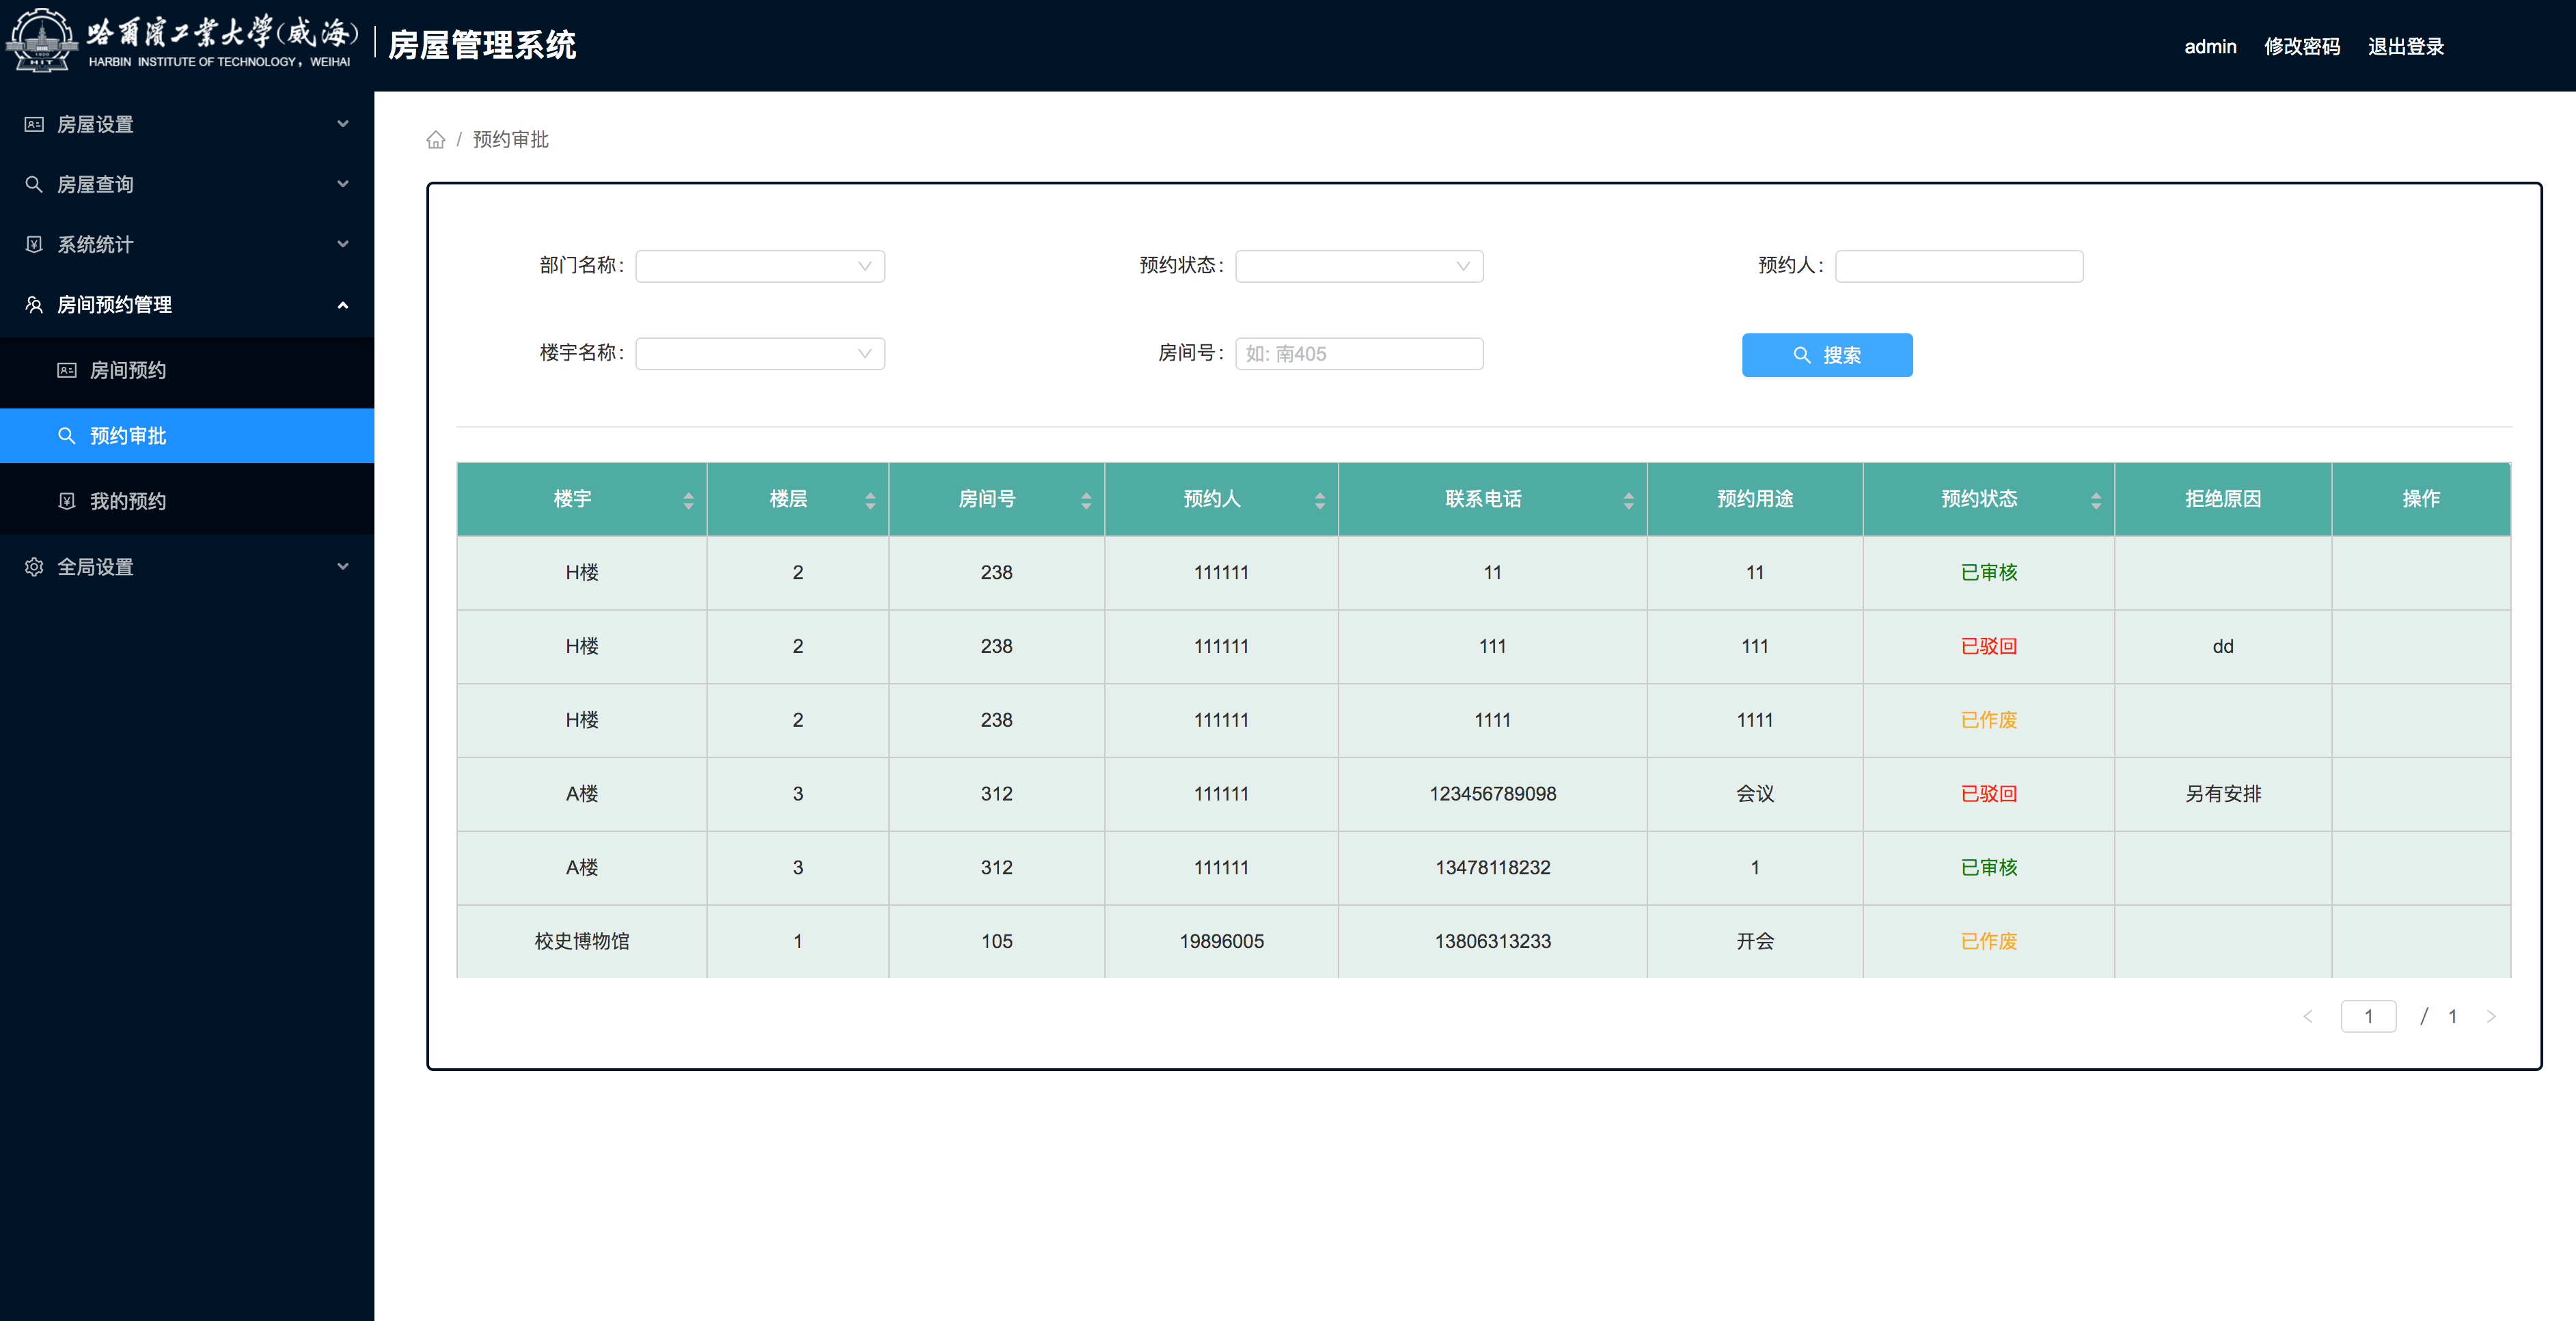 哈爾濱工業大學(威海)
HARBIN INSTITUTE OF TECHNOLOGY, WEIHAI
HIT
1920
房屋管理系统
admin 修改密码 退出登录
房屋设置
房屋查询
系统统计
房间预约管理
房间预约
预约审批
我的预约
全局设置
/ 预约审批
部门名称: 预约状态: 预约人:
楼宇名称: 房间号: 如: 南405 搜索
楼宇 楼层 房间号 预约人 联系电话 预约用途 预约状态 拒绝原因 操作
H楼 2 238 111111 11 11 已审核
H楼 2 238 111111 111 111 已驳回 dd
H楼 2 238 111111 1111 1111 已作废
A楼 3 312 111111 123456789098 会议 已驳回 另有安排
A楼 3 312 111111 13478118232 1 已审核
校史博物馆 1 105 19896005 13806313233 开会 已作废
< 1 / 1 >